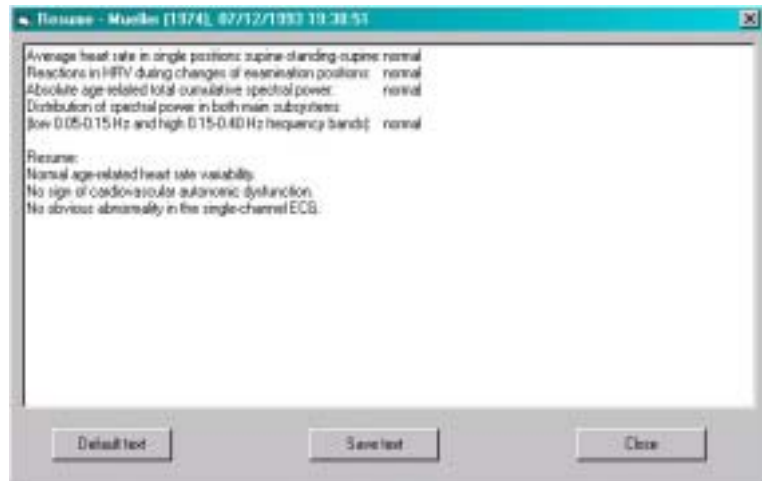 Resume - Mueller (1974), 07/12/1993 19:38:51
Average heart rate in single positions supine-standing-supine: normal
Reactions in HRV during changes of examination positions: normal
Absolute age-related total cumulative spectral power: normal
Distribution of spectral power in both main subsystems
(low 0.05-0.15 Hz and high 0.15-0.40 Hz frequency bands): normal
Resume:
Normal age-related heart rate variability.
No sign of cardiovascular autonomic dysfunction.
No obvious abnormality in the single-channel ECG.
Default text
Save text
Close